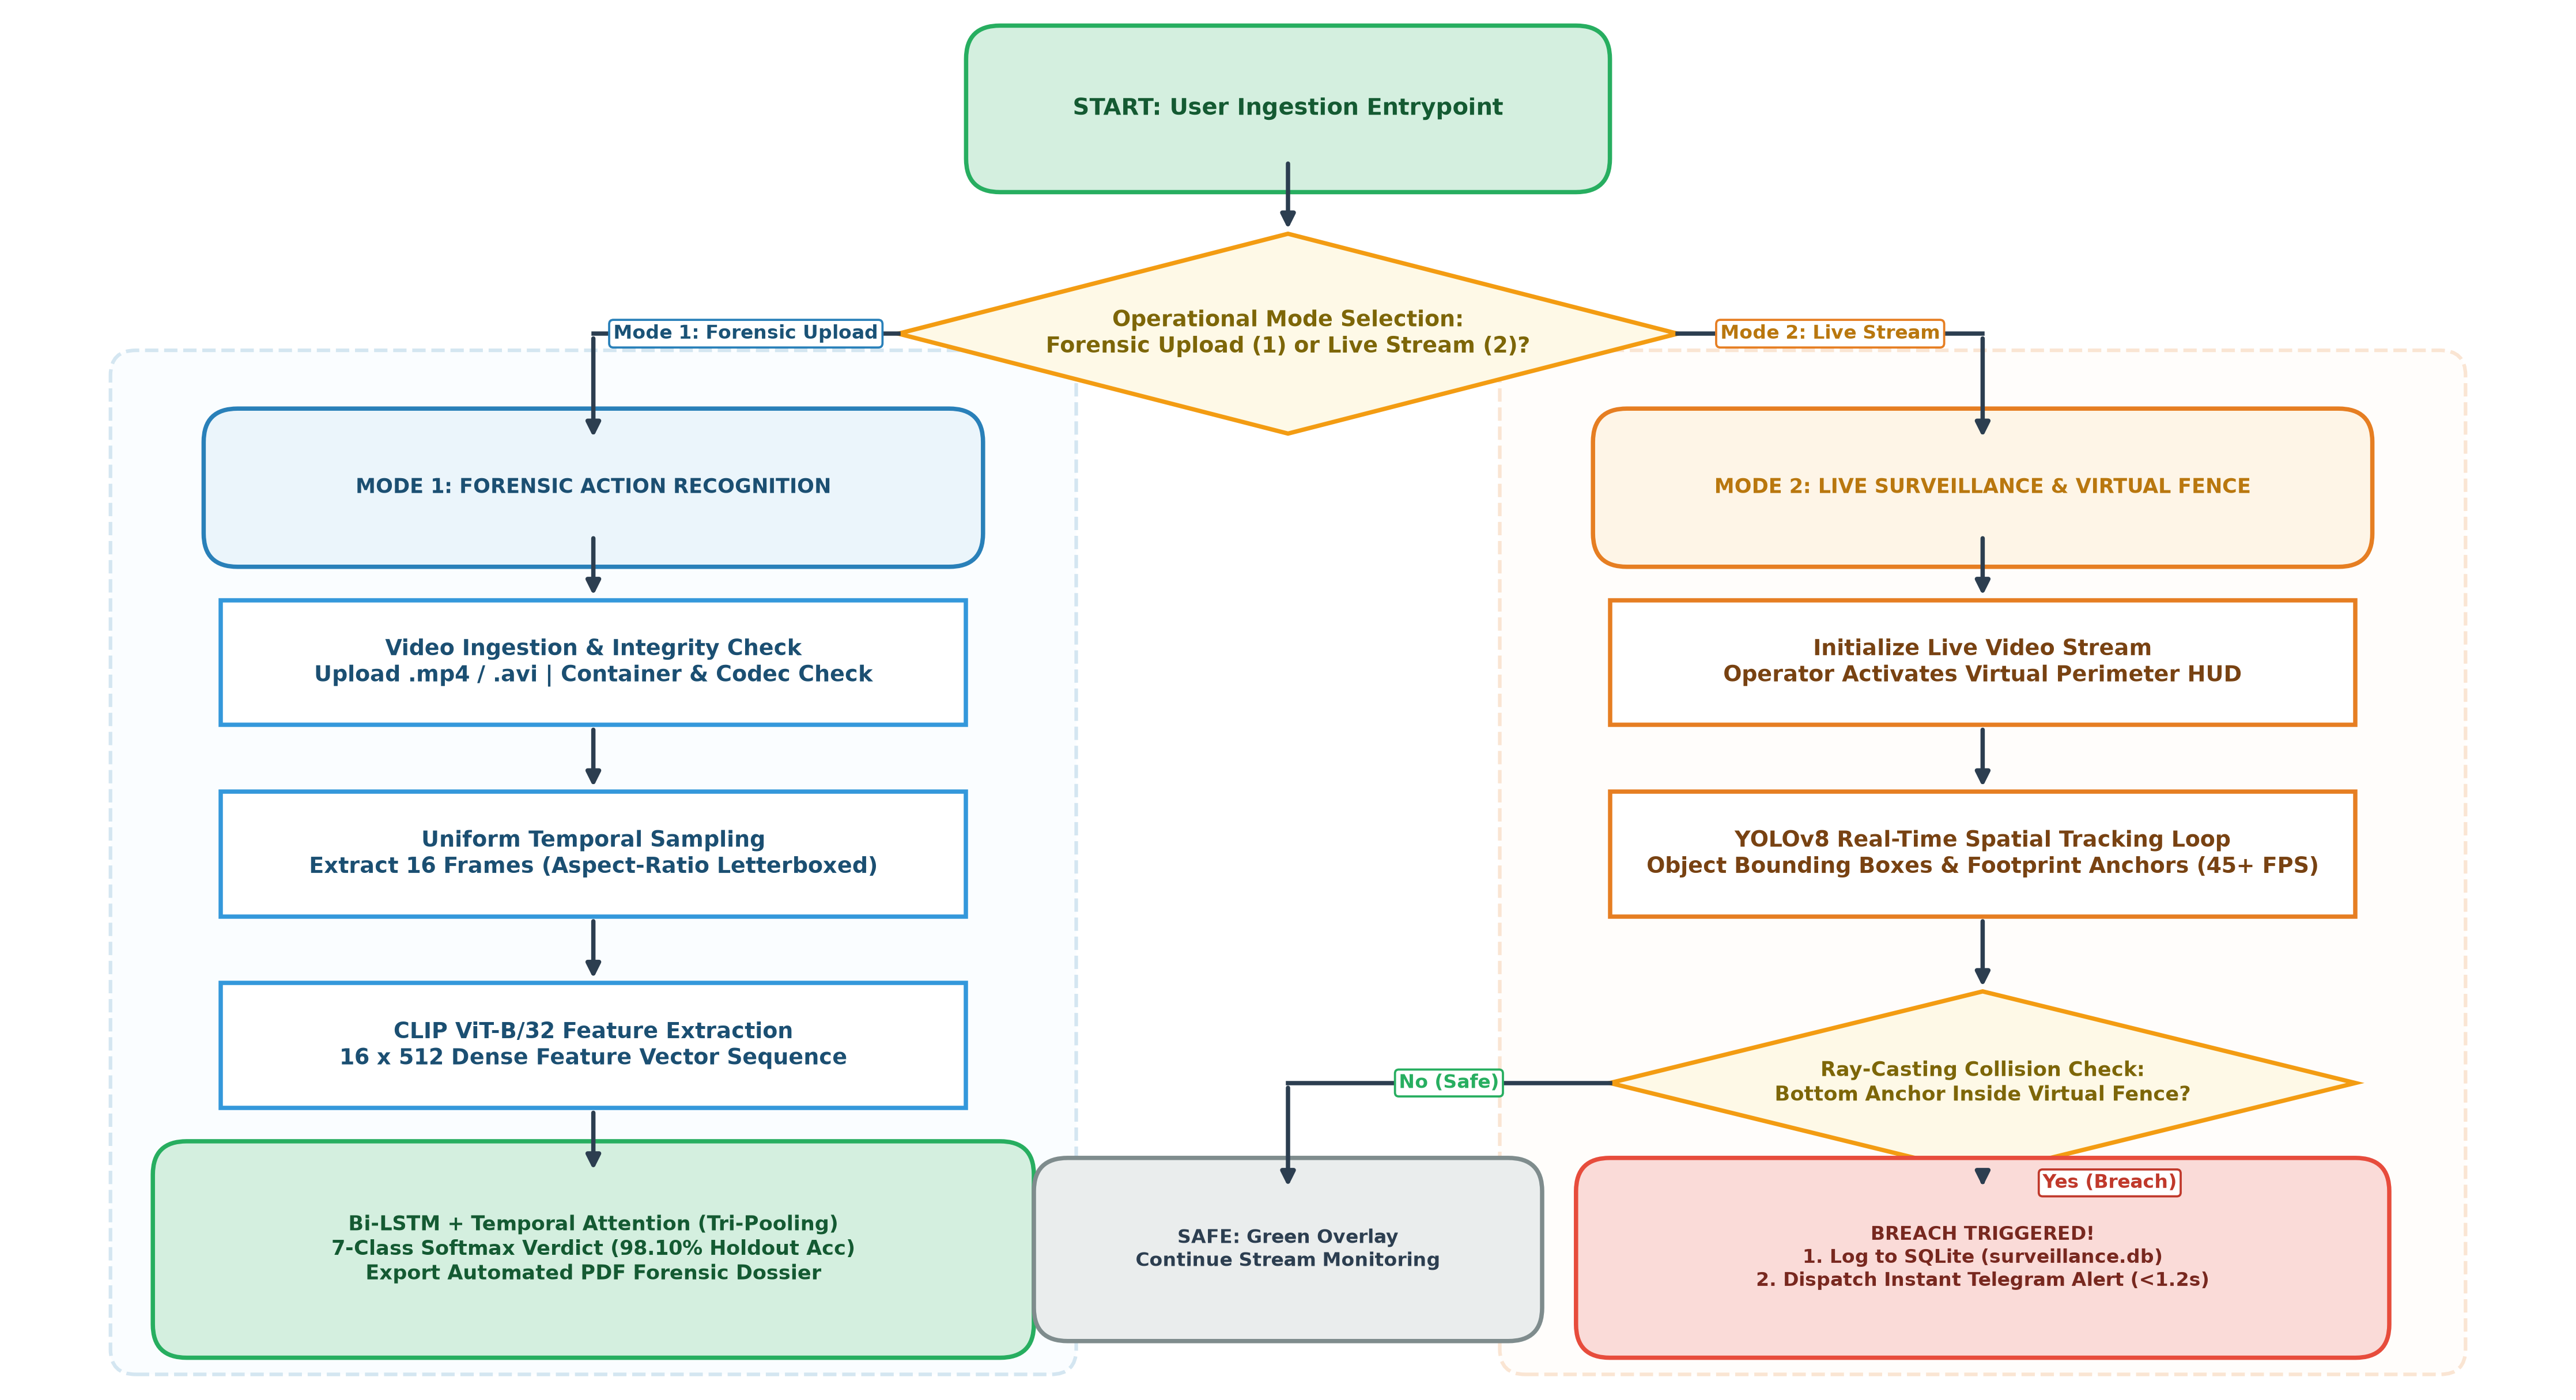 START: User Ingestion Entrypoint
Operational Mode Selection:
Forensic Upload (1) or Live Stream (2)?
Mode 1: Forensic Upload
Mode 2: Live Stream
MODE 1: FORENSIC ACTION RECOGNITION
Video Ingestion & Integrity Check
Upload .mp4 / .avi | Container & Codec Check
Uniform Temporal Sampling
Extract 16 Frames (Aspect-Ratio Letterboxed)
CLIP ViT-B/32 Feature Extraction
16 x 512 Dense Feature Vector Sequence
Bi-LSTM + Temporal Attention (Tri-Pooling)
7-Class Softmax Verdict (98.10% Holdout Acc)
Export Automated PDF Forensic Dossier
MODE 2: LIVE SURVEILLANCE & VIRTUAL FENCE
Initialize Live Video Stream
Operator Activates Virtual Perimeter HUD
YOLOv8 Real-Time Spatial Tracking Loop
Object Bounding Boxes & Footprint Anchors (45+ FPS)
Ray-Casting Collision Check:
Bottom Anchor Inside Virtual Fence?
No (Safe)
SAFE: Green Overlay
Continue Stream Monitoring
Yes (Breach)
BREACH TRIGGERED!
1. Log to SQLite (surveillance.db)
2. Dispatch Instant Telegram Alert (<1.2s)